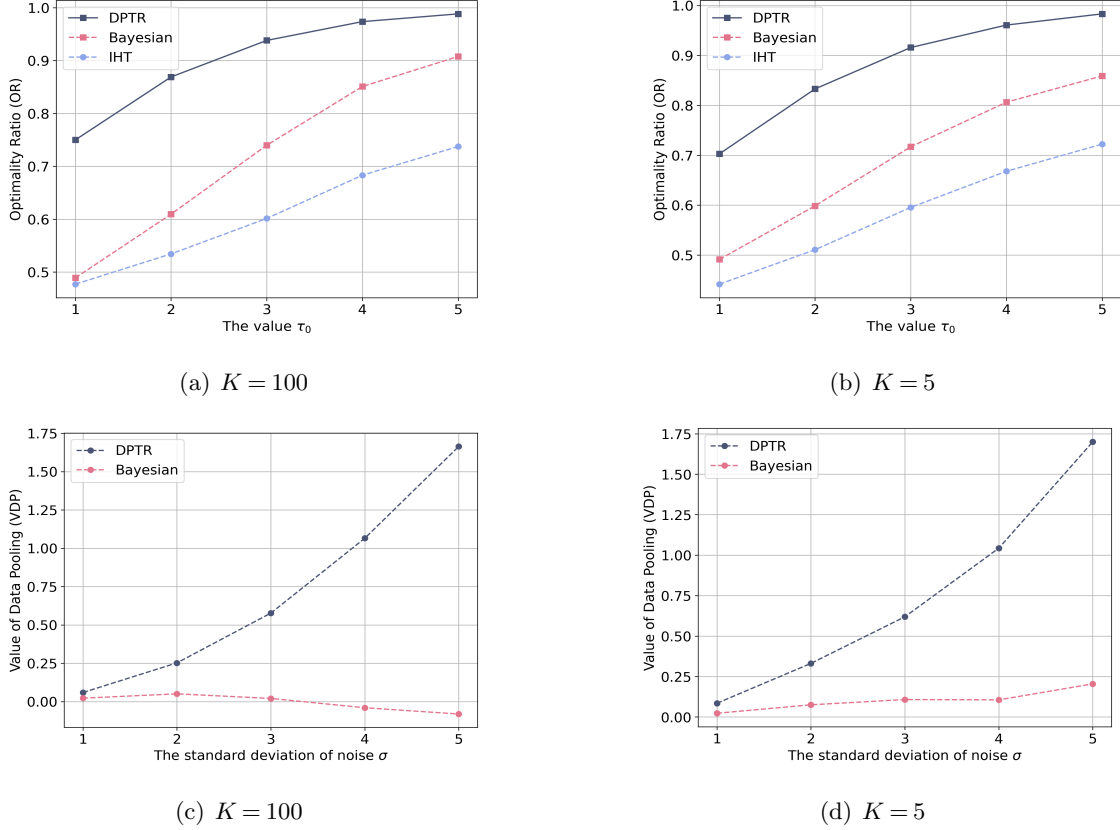 1.0
0.9
0.8
0.7
0.6
0.5
Optimality Ratio (OR)
DPTR
Bayesian
IHT
1 2 3 4 5
The value τ₀
(a) K = 100
1.0
0.9
0.8
0.7
0.6
0.5
Optimality Ratio (OR)
DPTR
Bayesian
IHT
1 2 3 4 5
The value τ₀
(b) K = 5
1.75
1.50
1.25
1.00
0.75
0.50
0.25
0.00
Value of Data Pooling (VDP)
DPTR
Bayesian
1 2 3 4 5
The standard deviation of noise σ
(c) K = 100
1.75
1.50
1.25
1.00
0.75
0.50
0.25
0.00
Value of Data Pooling (VDP)
DPTR
Bayesian
1 2 3 4 5
The standard deviation of noise σ
(d) K = 5